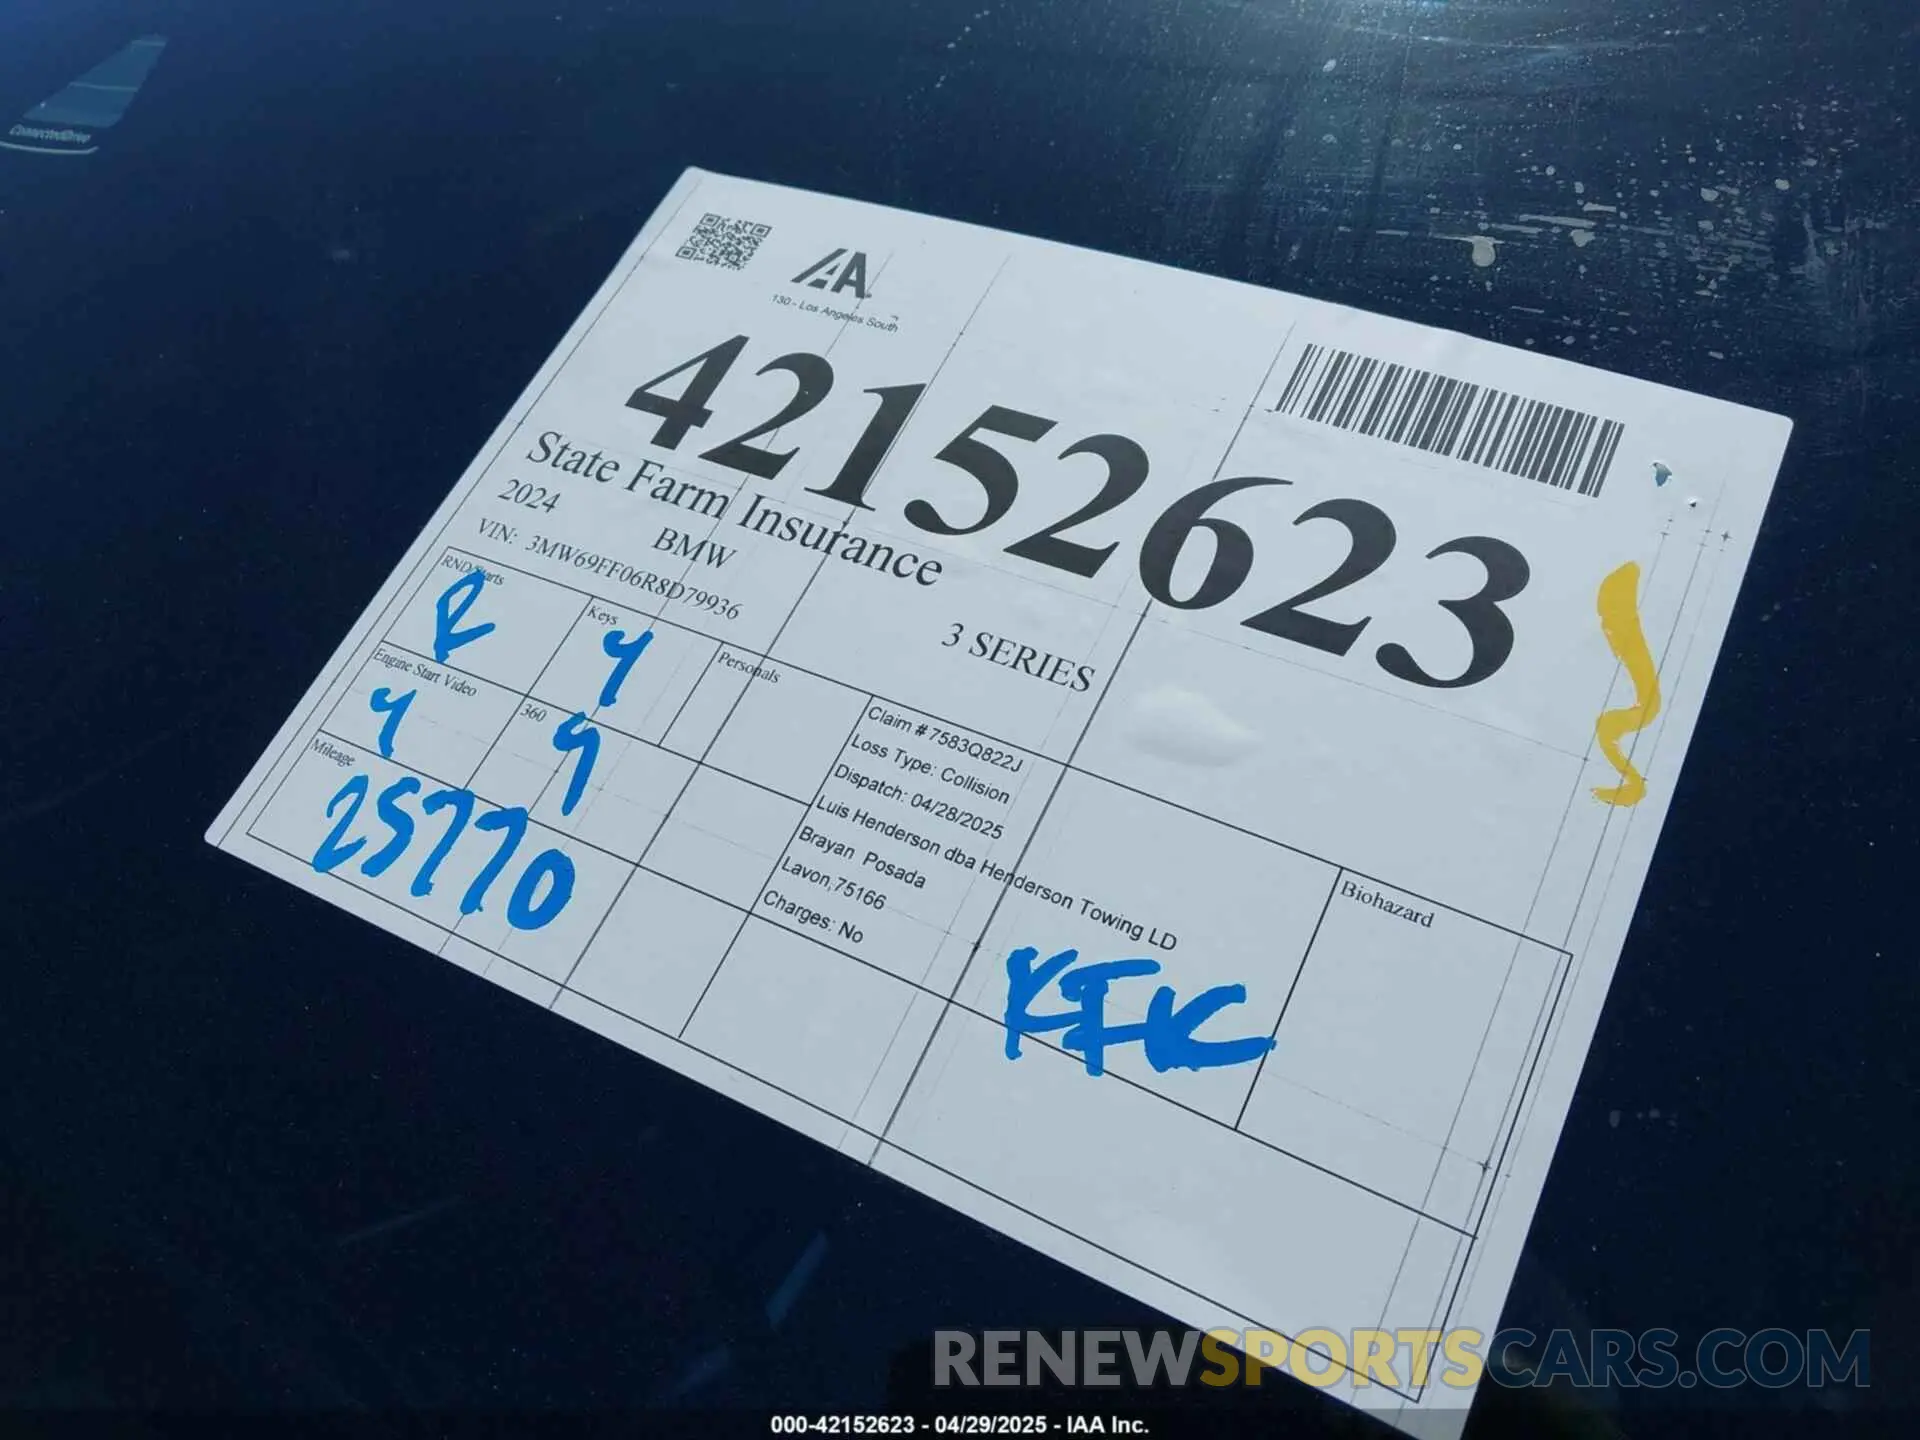 ConnectedDrive
IAA
130 - Los Angeles South
42152623
State Farm Insurance
2024 BMW 3 SERIES
VIN: 3MW69FF06R8D79936
RND/Starts
R
Keys
Y
Personals
Engine Start Video
Y
360
Y
Mileage
25770
Claim # 7583Q822J
Loss Type: Collision
Dispatch: 04/28/2025
Luis Henderson dba Henderson Towing LD
Brayan Posada
Lavon,75166
Charges: No
Biohazard
RENEWSPORTSCARS.COM
000-42152623 - 04/29/2025 - IAA Inc.